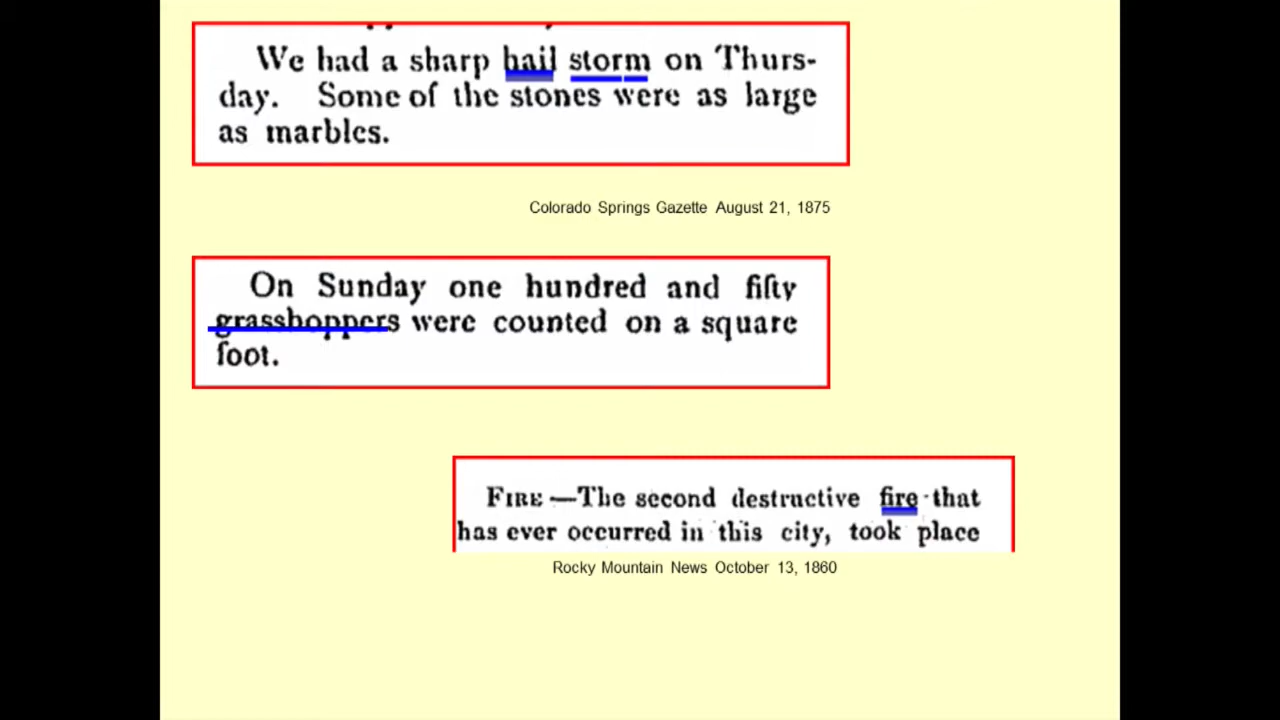 We had a sharp hail storm on Thurs-
day. Some of the stones were as large
as marbles.
Colorado Springs Gazette August 21, 1875
On Sunday one hundred and fifty
grasshoppers were counted on a square
foot.
FIRE —The second destructive fire that
has ever occurred in this city, took place
Rocky Mountain News October 13, 1860